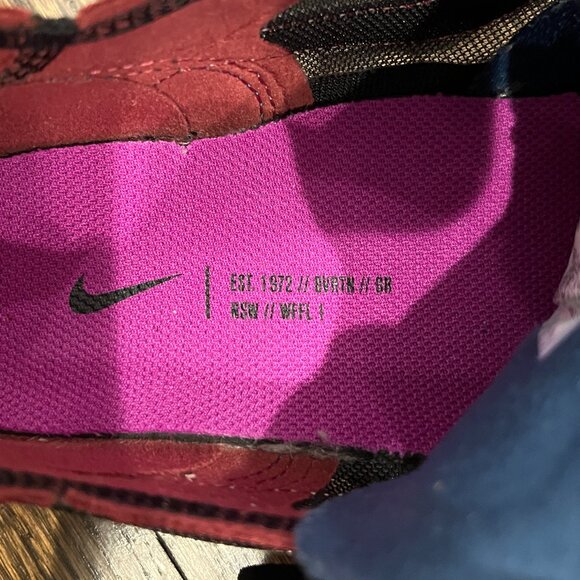 EST. 1972 // BVRTN // OR
NSW // WFFL 1